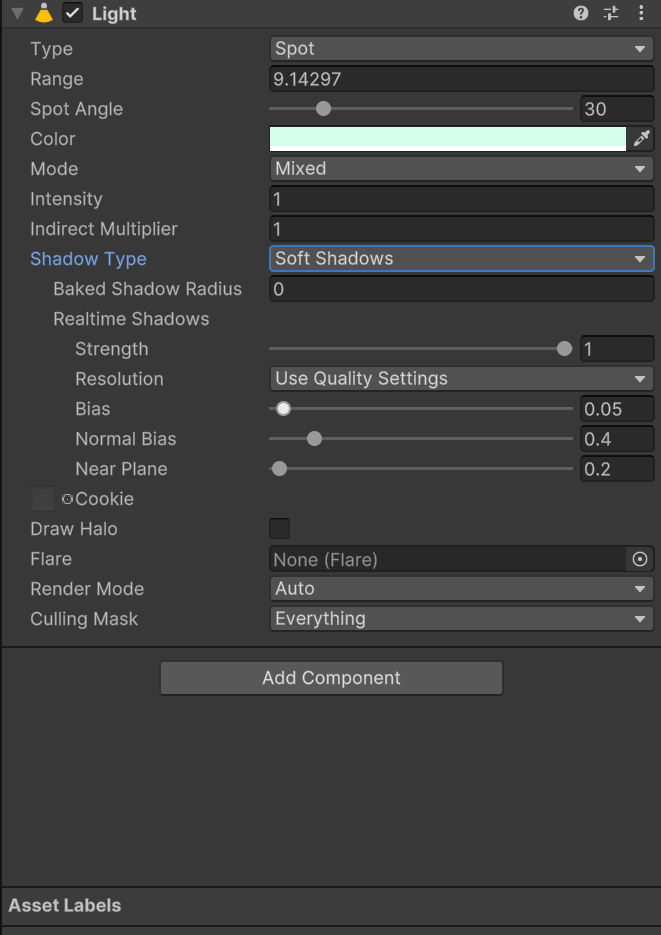 Light
Type Spot
Range 9.14297
Spot Angle 30
Color
Mode Mixed
Intensity 1
Indirect Multiplier 1
Shadow Type Soft Shadows
Baked Shadow Radius 0
Realtime Shadows
Strength 1
Resolution Use Quality Settings
Bias 0.05
Normal Bias 0.4
Near Plane 0.2
Cookie
Draw Halo
Flare None (Flare)
Render Mode Auto
Culling Mask Everything
Add Component
Asset Labels